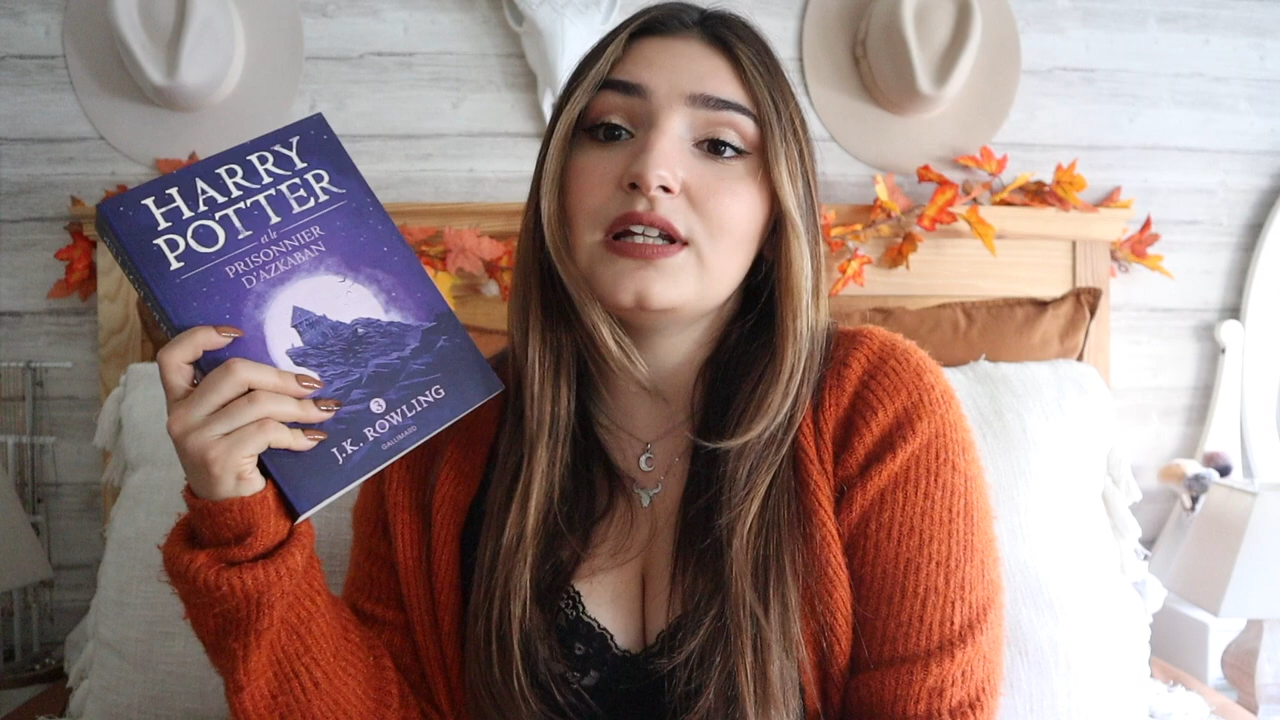 HARRY
POTTER
et le
PRISONNIER
D'AZKABAN
3
J.K. ROWLING
GALLIMARD